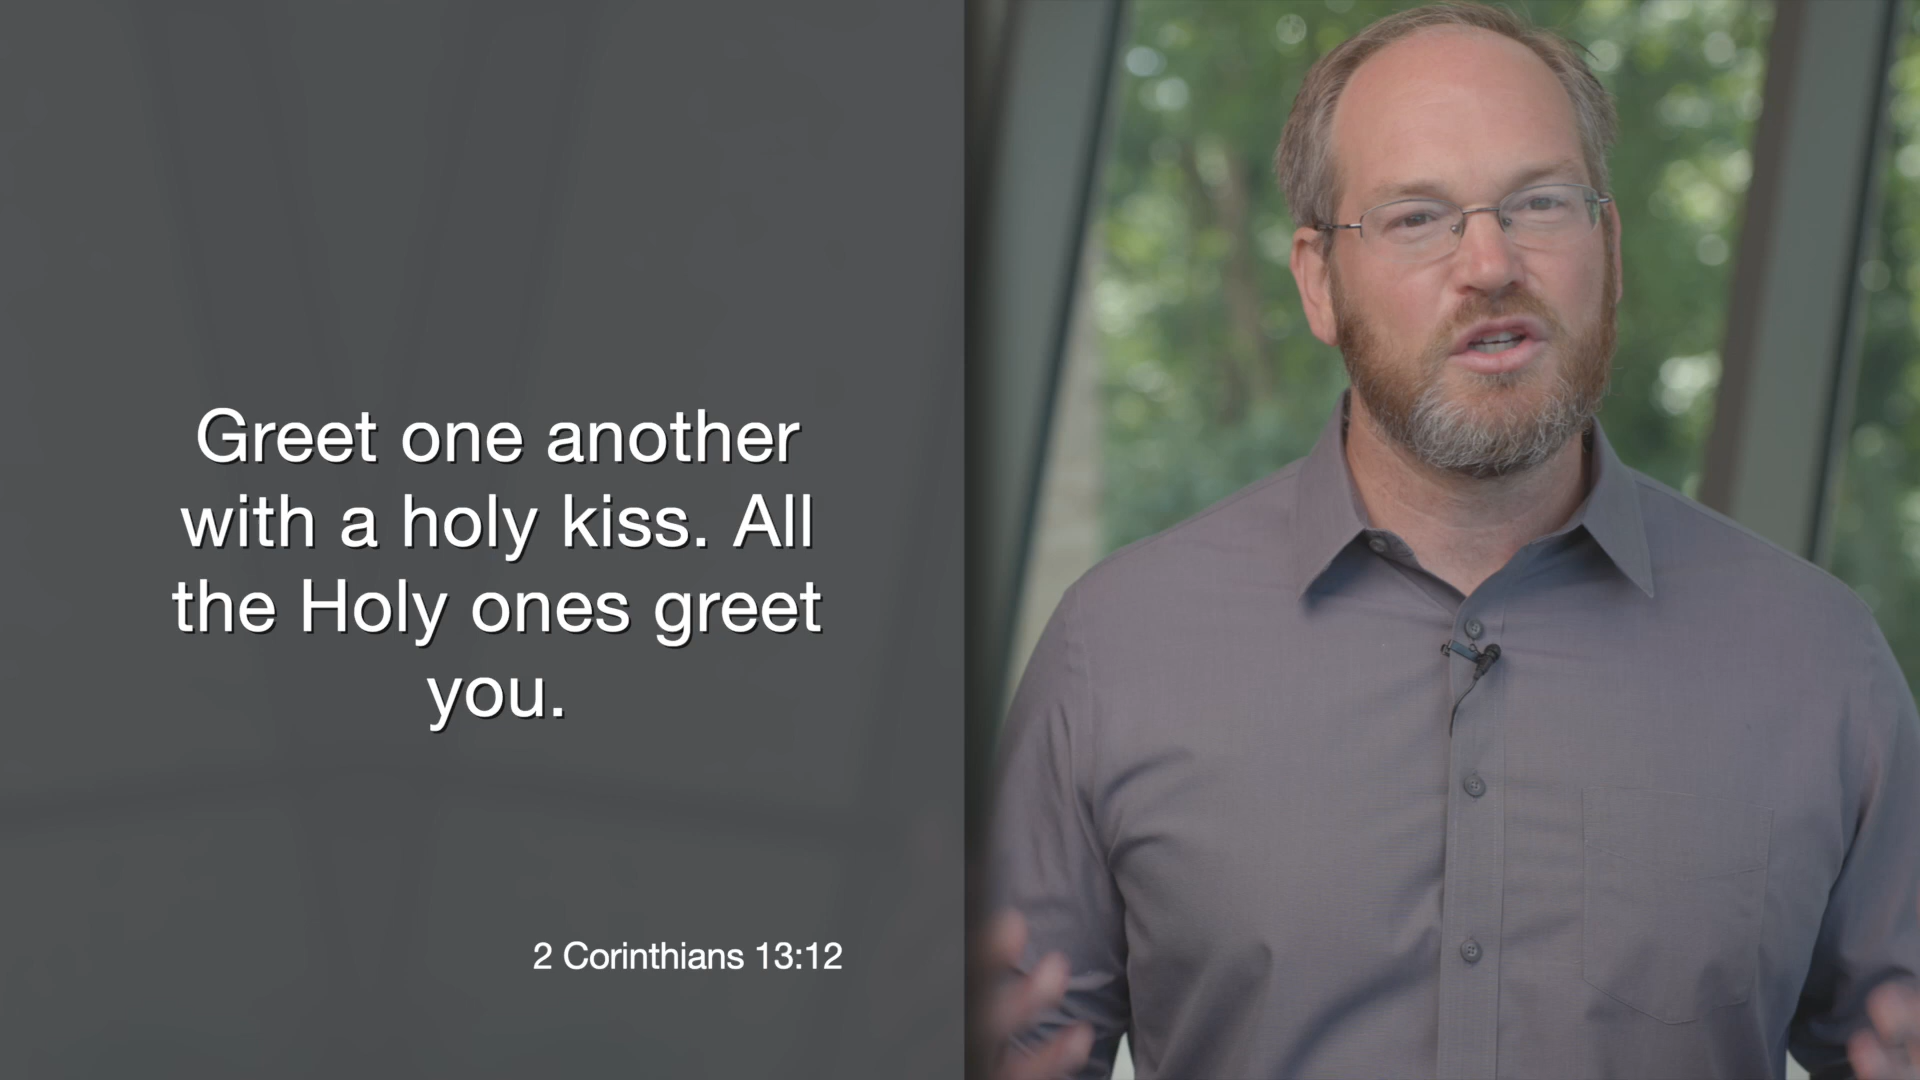 Greet one another
with a holy kiss. All
the Holy ones greet
you.
2 Corinthians 13:12